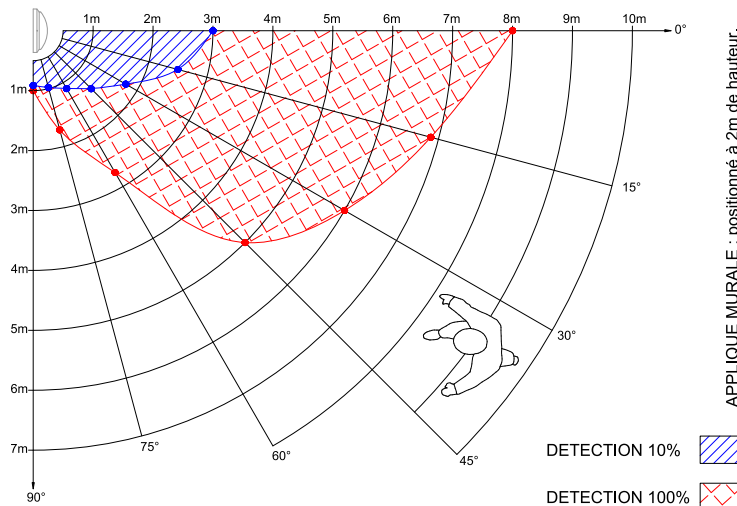 1m 2m 3m 4m 5m 6m 7m 8m 9m 10m 0°
1m
2m
3m
4m
5m
6m
7m
90°
75°
60°
45°
30°
15°
APPLIQUE MURALE : positionné à 2m de hauteur.
DETECTION 10%
DETECTION 100%